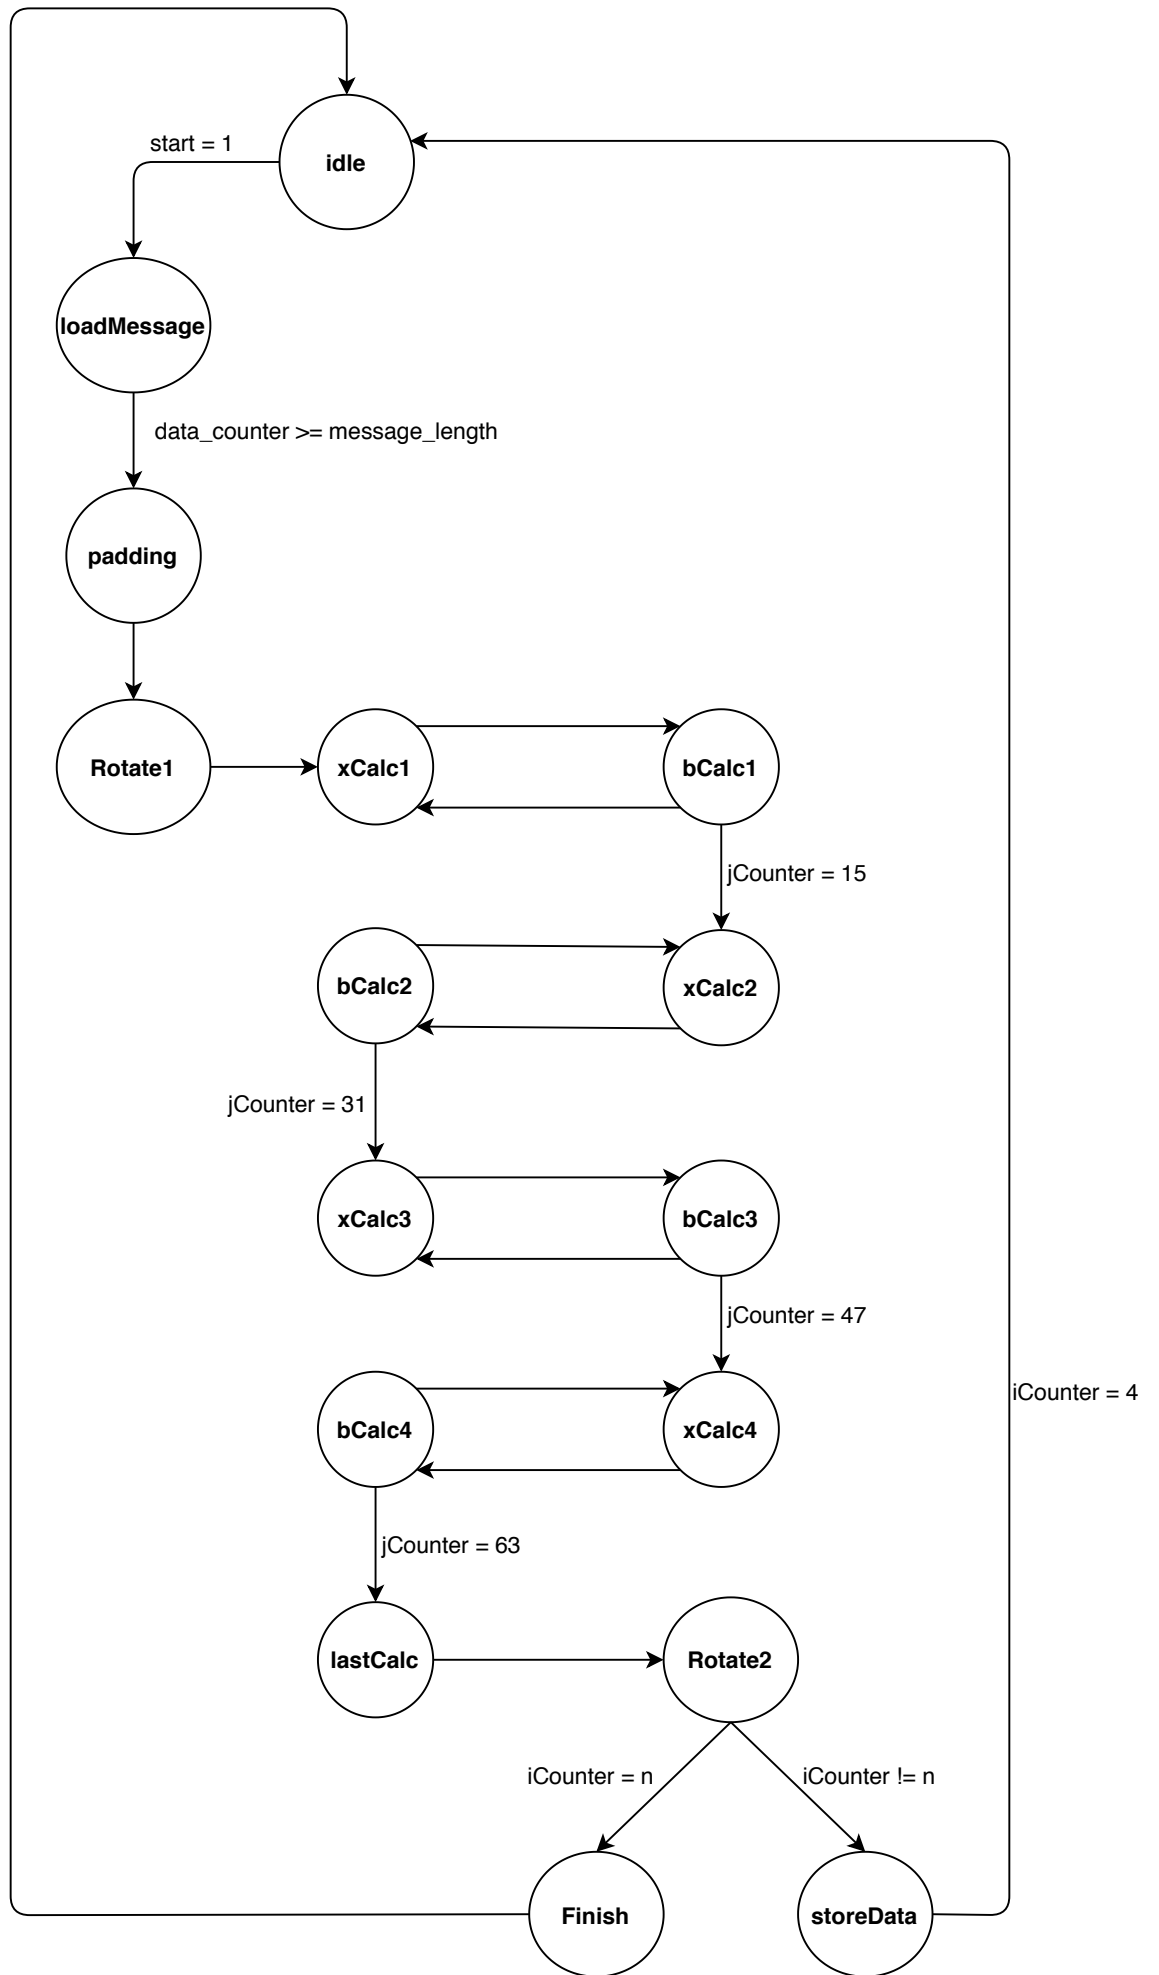 start = 1
idle
loadMessage
data_counter >= message_length
padding
Rotate1
xCalc1
bCalc1
jCounter = 15
bCalc2
xCalc2
jCounter = 31
xCalc3
bCalc3
jCounter = 47
iCounter = 4
bCalc4
xCalc4
jCounter = 63
lastCalc
Rotate2
iCounter = n
iCounter != n
Finish
storeData